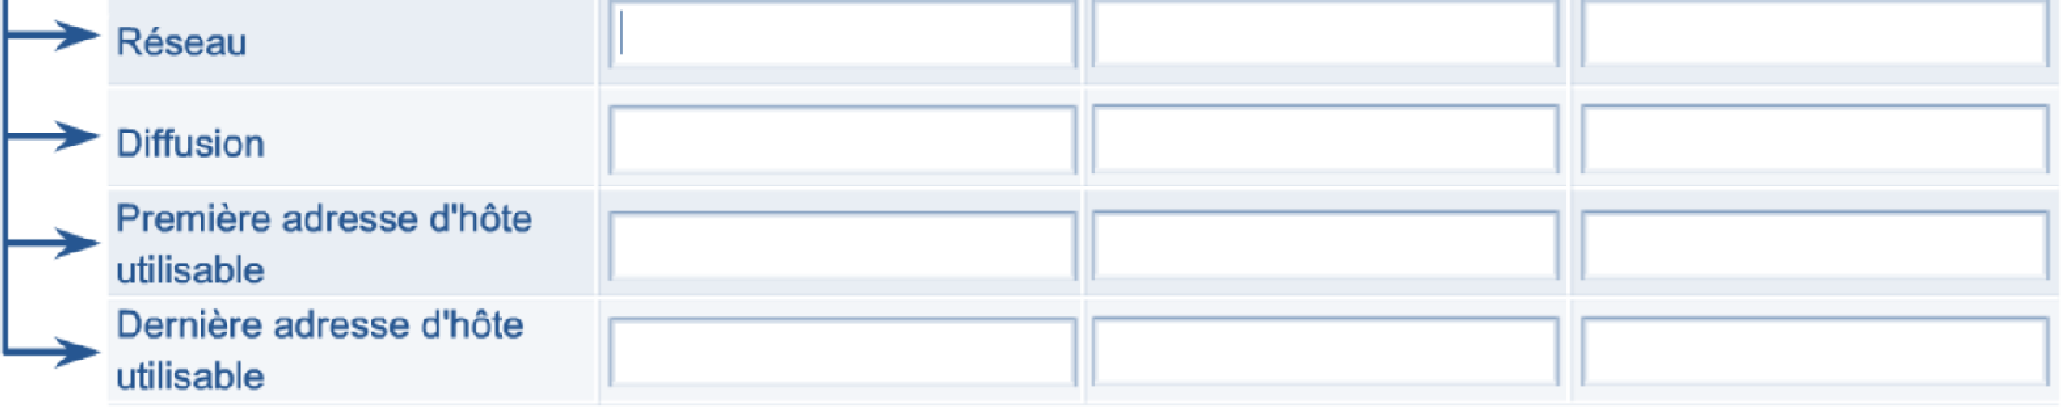 Réseau
Diffusion
Première adresse d'hôte
utilisable
Dernière adresse d'hôte
utilisable